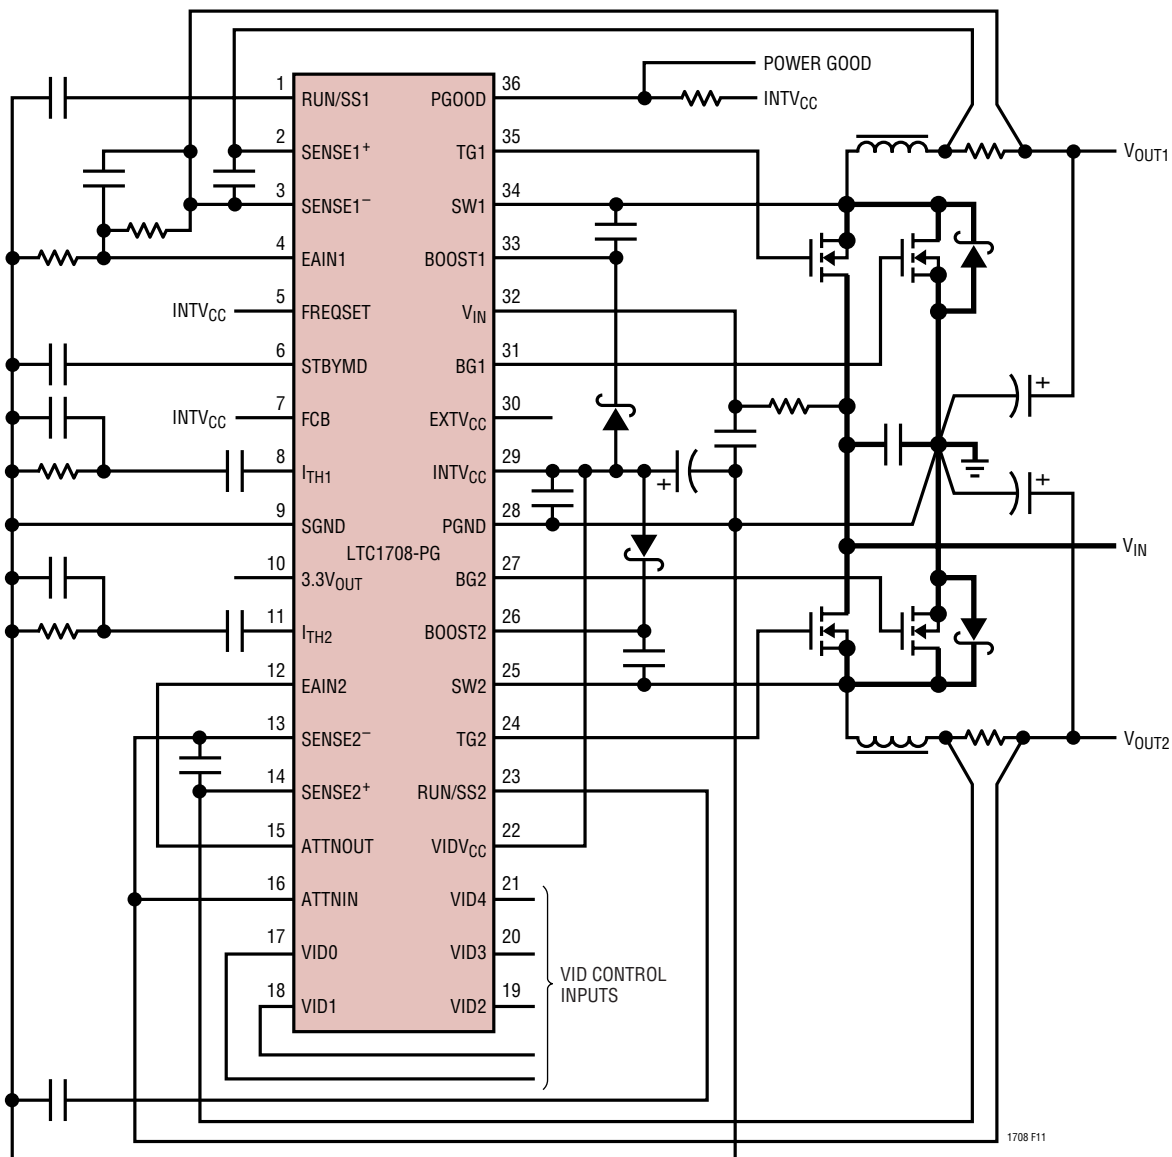 POWER GOOD
INTVCC
1 RUN/SS1
2 SENSE1+
3 SENSE1−
4 EAIN1
INTVCC 5 FREQSET
6 STBYMD
INTVCC 7 FCB
8 ITH1
9 SGND
10 3.3VOUT
11 ITH2
12 EAIN2
13 SENSE2−
14 SENSE2+
15 ATTNOUT
16 ATTNIN
17 VID0
18 VID1
LTC1708-PG
PGOOD 36
TG1 35
SW1 34
BOOST1 33
VIN 32
BG1 31
EXTVCC 30
INTVCC 29
PGND 28
BG2 27
BOOST2 26
SW2 25
TG2 24
RUN/SS2 23
VIDVCC 22
VID4 21
VID3 20
VID2 19
VID CONTROL
INPUTS
VOUT1
+
+
+
VIN
VOUT2
1708 F11